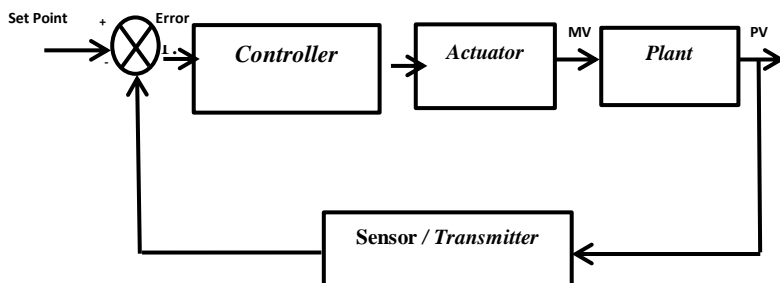 Set Point
+
-
Error
Controller
Actuator
MV
Plant
PV
Sensor / Transmitter